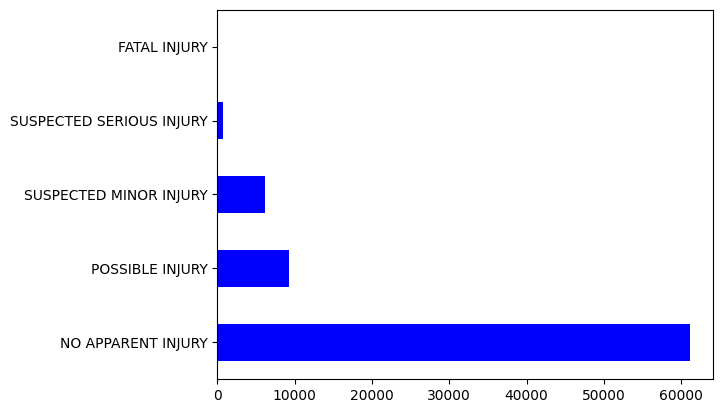 FATAL INJURY
SUSPECTED SERIOUS INJURY
SUSPECTED MINOR INJURY
POSSIBLE INJURY
NO APPARENT INJURY
0 10000 20000 30000 40000 50000 60000